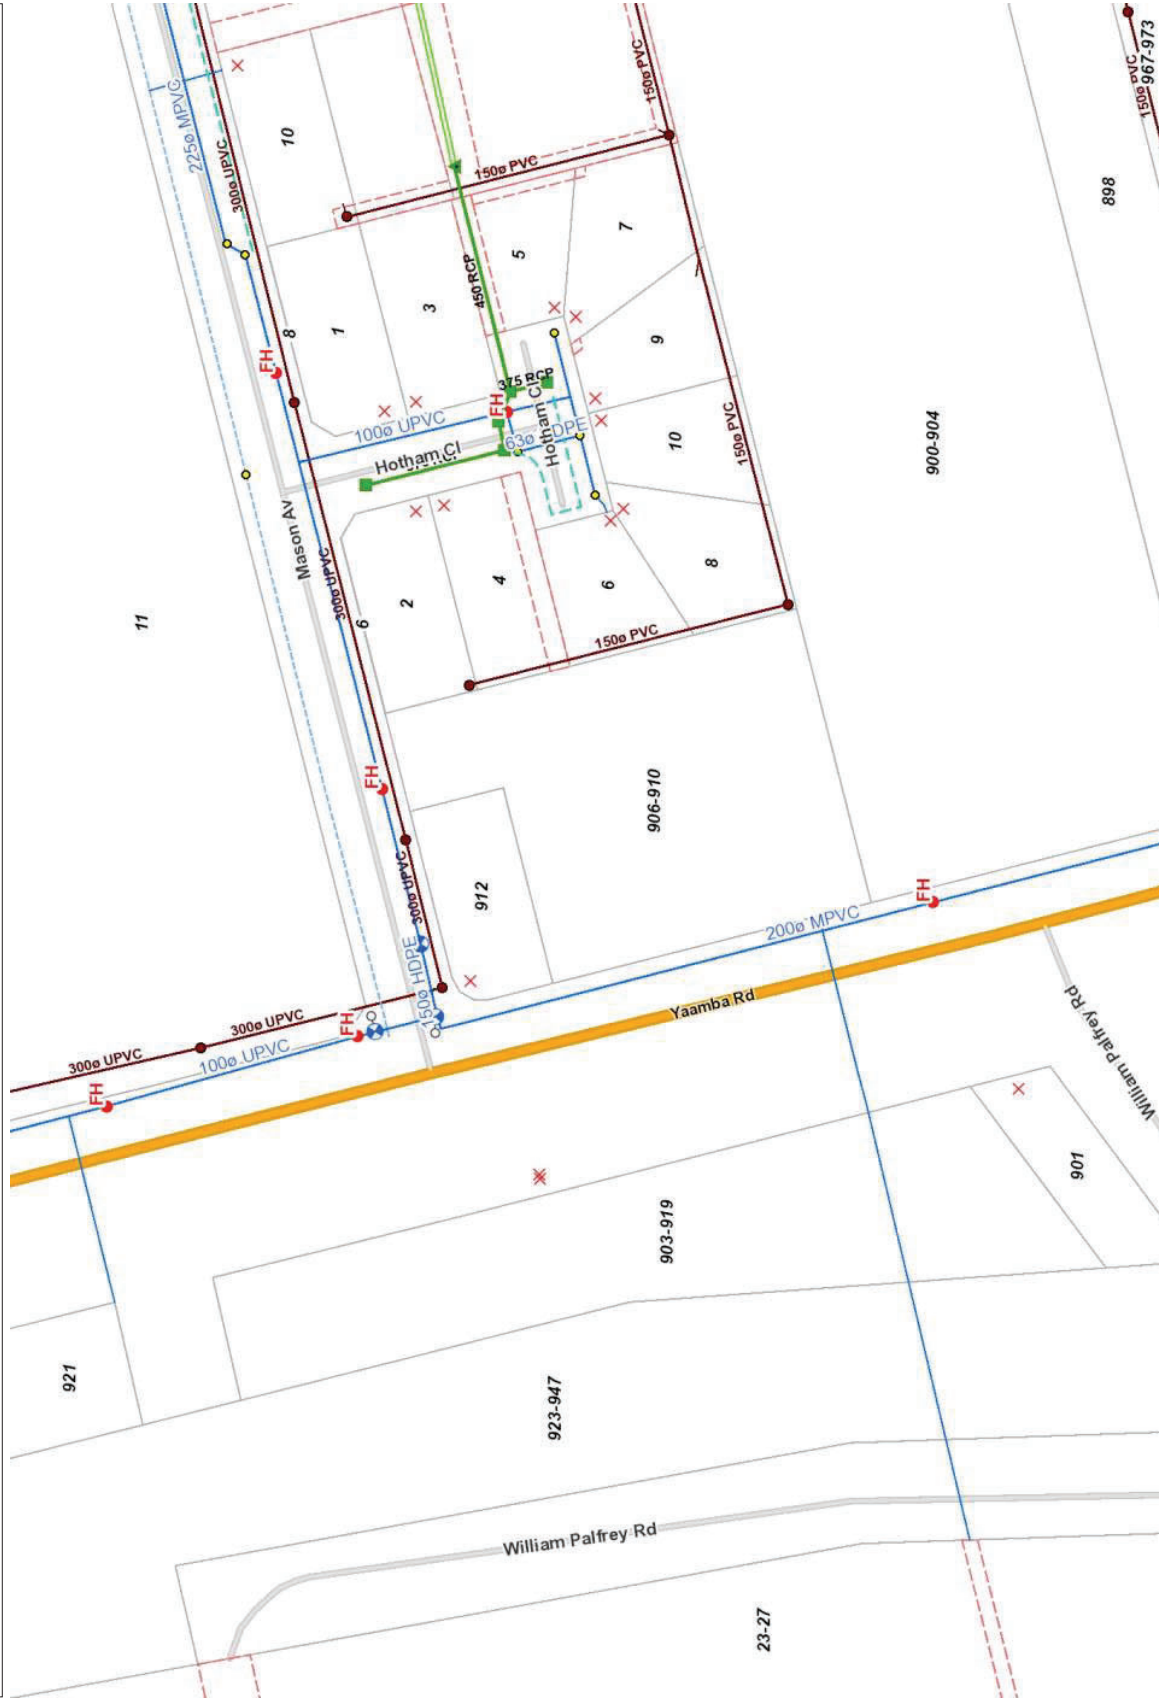 967-973
150ø PVC
150ø PVC
225ø MPVC
300ø UPVC
10
150ø PVC
898
7
5
450 RCP
3
1
8
9
FH
375 RCP
FH
Hotham Cl
63ø
DPE
100ø UPVC
Hotham Cl
10
150ø PVC
900-904
Mason Av
300ø UPVC
6
2
4
6
8
11
150ø PVC
FH
906-910
912
300ø UPVC
FH
200ø MPVC
150ø HDPE
Yaamba Rd
FH
300ø UPVC
300ø UPVC
100ø UPVC
FH
William Palfrey Rd
901
903-919
921
923-947
William Palfrey Rd
23-27